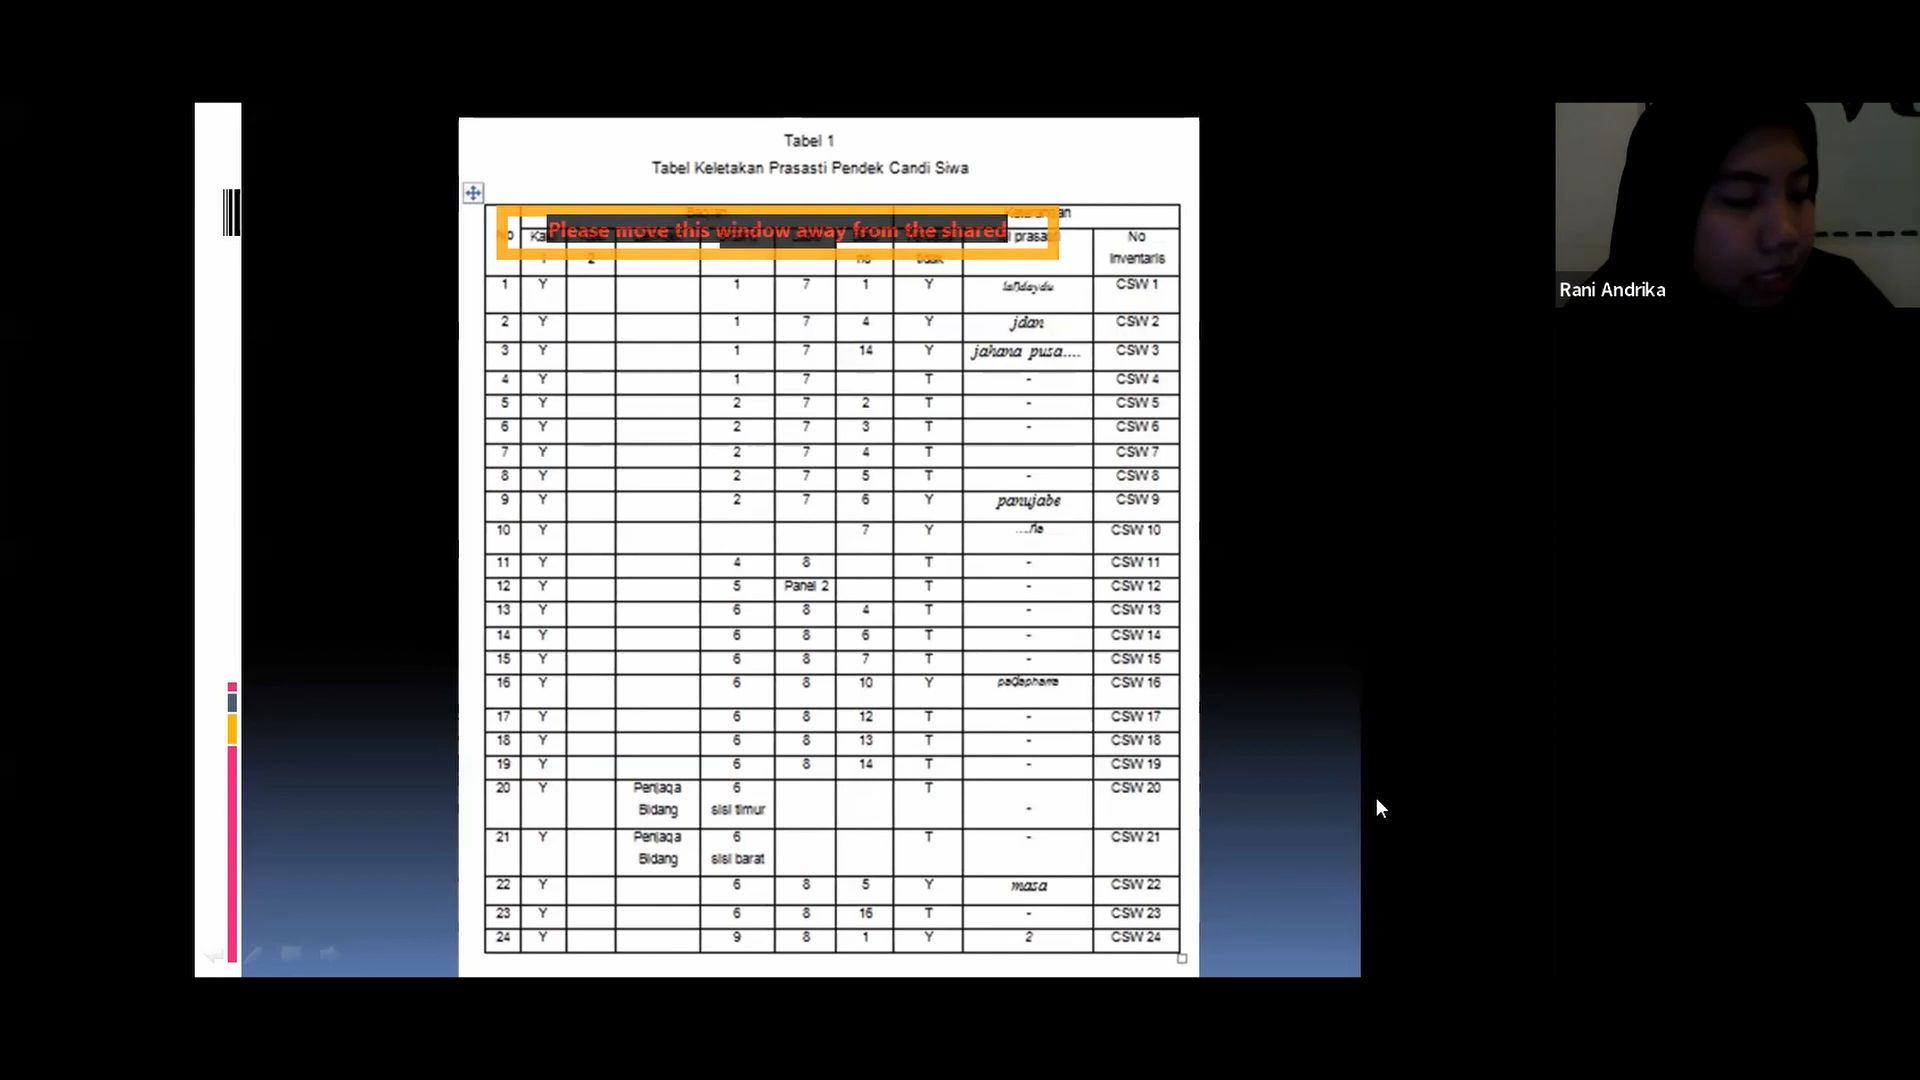 Tabel 1
Tabel Keletakan Prasasti Pendek Candi Siwa
Please move this window away from the shared
No
2 no tidak Inventaris
1 Y 1 7 1 Y CSW 1
2 Y 1 7 4 Y jdan CSW 2
3 Y 1 7 14 Y jahana pusa.... CSW 3
4 Y 1 7 T - CSW 4
5 Y 2 7 2 T - CSW 5
6 Y 2 7 3 T - CSW 6
7 Y 2 7 4 T CSW 7
8 Y 2 7 5 T - CSW 8
9 Y 2 7 6 Y panujabe CSW 9
10 Y 7 Y CSW 10
11 Y 4 8 T - CSW 11
12 Y 5 Panel 2 T - CSW 12
13 Y 6 8 4 T - CSW 13
14 Y 6 8 6 T - CSW 14
15 Y 6 8 7 T - CSW 15
16 Y 6 8 10 Y CSW 16
17 Y 6 8 12 T - CSW 17
18 Y 6 8 13 T - CSW 18
19 Y 6 8 14 T - CSW 19
20 Y Penjaga 6 T CSW 20
Bidang sisi timur -
21 Y Penjaga 6 T - CSW 21
Bidang sisi barat
22 Y 6 8 5 Y masa CSW 22
23 Y 6 8 16 T - CSW 23
24 Y 9 8 1 Y 2 CSW 24
Rani Andrika